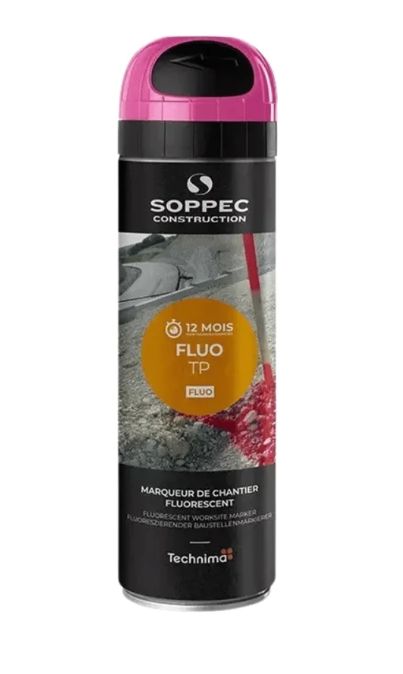 SOPPEC
CONSTRUCTION
12 MOIS
FLUO
TP
FLUO
MARQUEUR DE CHANTIER
FLUORESCENT
FLUORESCENT WORKSITE MARKER
FLUORESZIERENDER BAUSTELLENMARKIERER
Technima